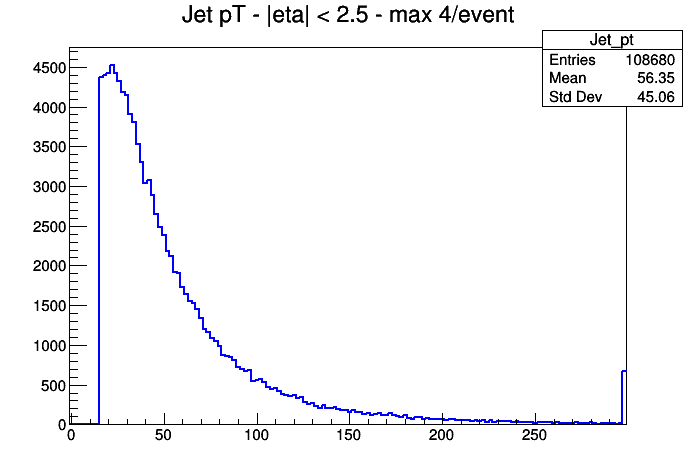 Jet pT - |eta| < 2.5 - max 4/event
Jet_pt
Entries 108680
Mean 56.35
Std Dev 45.06
4500
4000
3500
3000
2500
2000
1500
1000
500
0
0 50 100 150 200 250